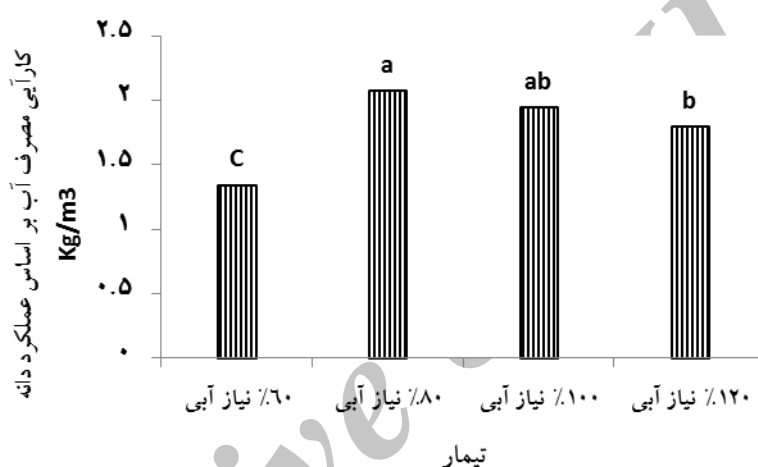 کارآیی مصرف آب بر اساس عملکرد دانه
Kg/m3
۲.۵
۲
۱.۵
۱
۰.۵
۰
C
a
ab
b
۶۰٪ نیاز آبی
۸۰٪ نیاز آبی
۱۰۰٪ نیاز آبی
۱۲۰٪ نیاز آبی
تیمار